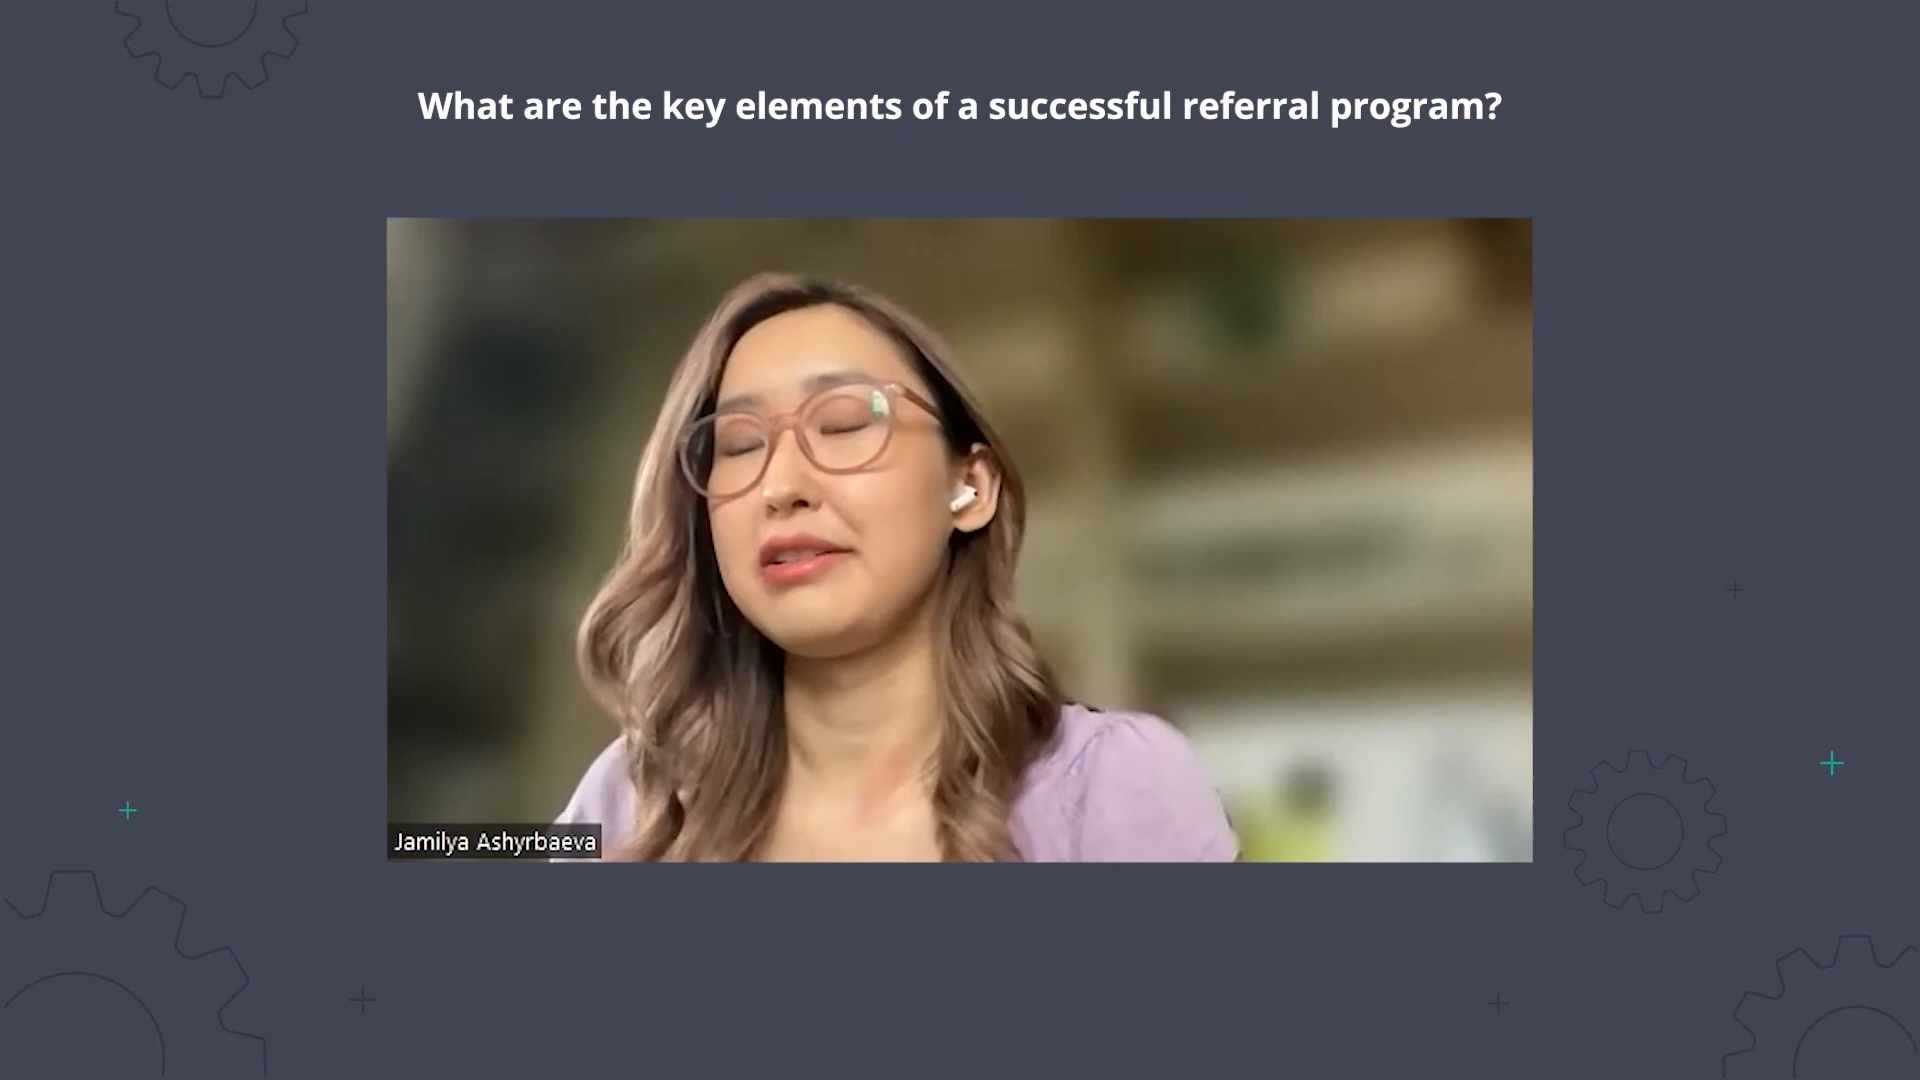 What are the key elements of a successful referral program?
Jamilya Ashyrbaeva